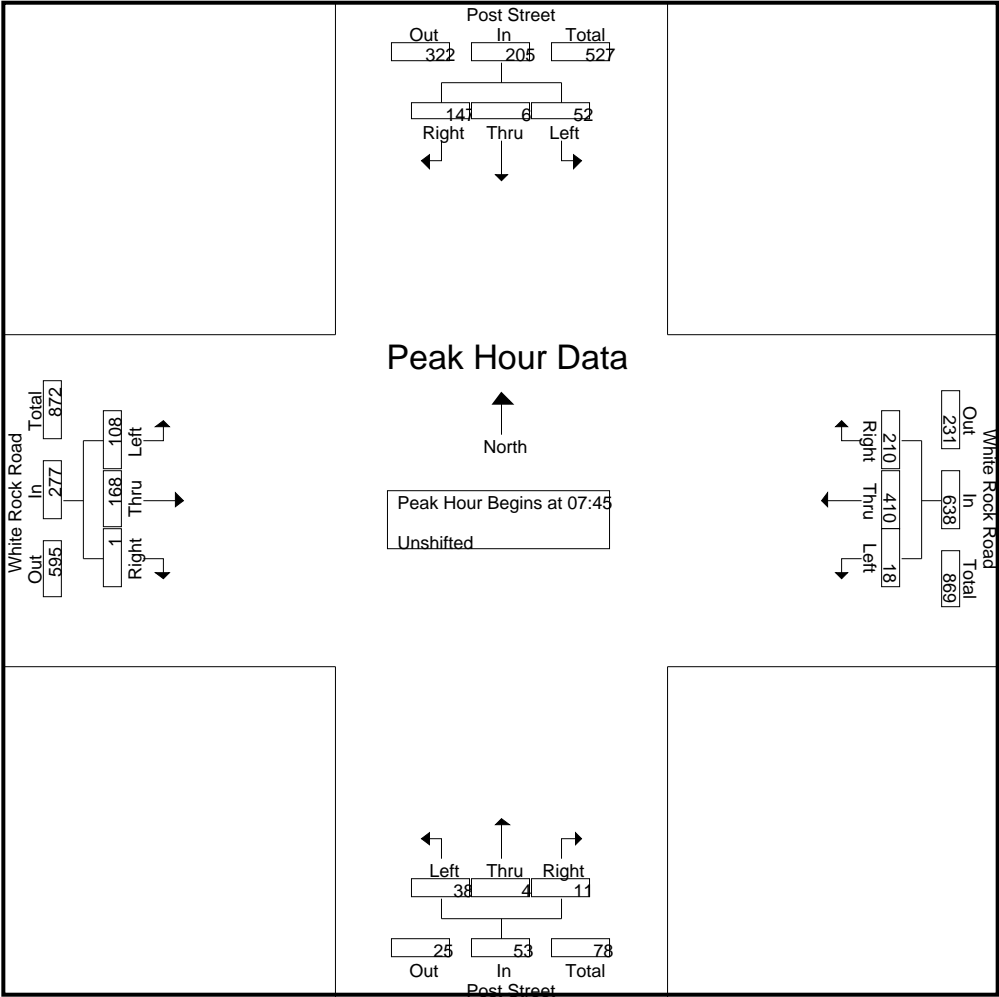 Post Street
Out In Total
322 205 527
147 6 52
Right Thru Left
Peak Hour Data
North
Peak Hour Begins at 07:45
Unshifted
White Rock Road
Total In Out
872 277 595
108 168 1
Left Thru Right
White Rock Road
Out In Total
231 638 869
210 410 18
Right Thru Left
Left Thru Right
38 4 11
25 53 78
Out In Total
Post Street